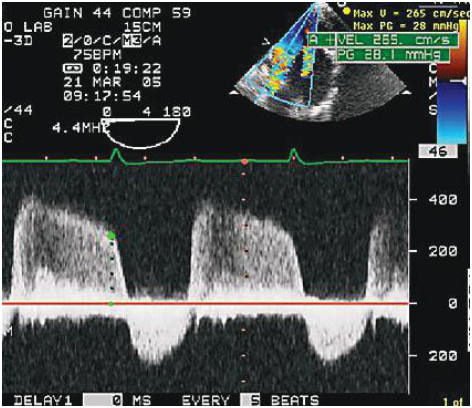 GAIN 44 COMP 59
O LAB 15CM
-3D 2/0/C/M3/A
75BPM
0:19:22
21 MAR 05
09:17:54
/44 0 4 180
C 4.4MHZ
C
Max V = 265 cm/sec
Max PG = 28 mmHg
A + VEL 265. cm/s
PG 28.1 mmHg
C
M
S
46
400
200
0
200
M
DELAY1 0 MS EVERY 5 BEATS
1 of